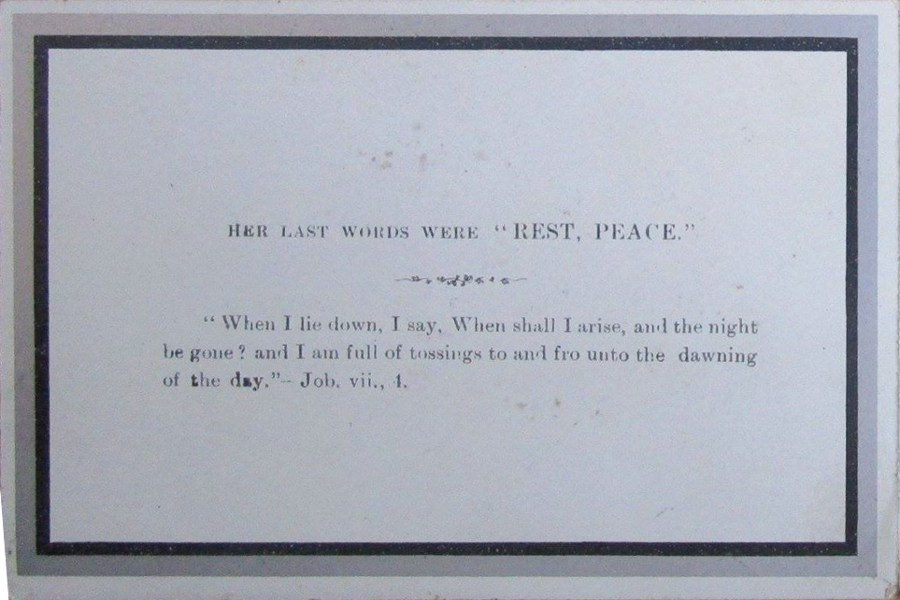 HER LAST WORDS WERE “REST, PEACE.”
“ When I lie down, I say, When shall I arise, and the night
be gone? and I am full of tossings to and fro unto the dawning
of the day.”— Job. vii., 4.